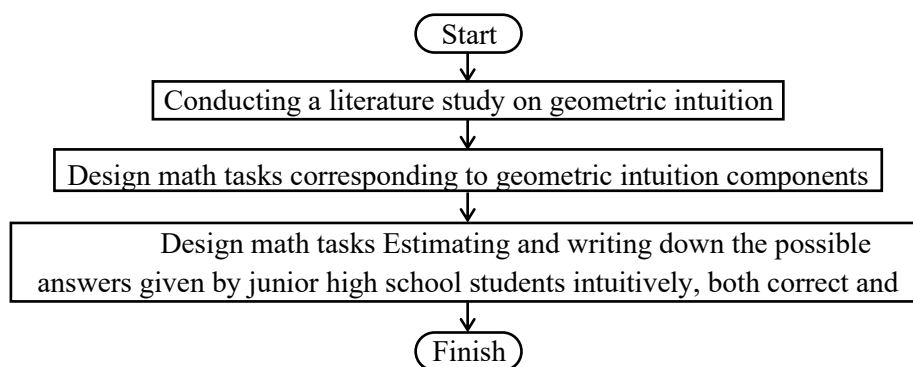 Start
Conducting a literature study on geometric intuition
Design math tasks corresponding to geometric intuition components
Design math tasks Estimating and writing down the possible
answers given by junior high school students intuitively, both correct and
Finish